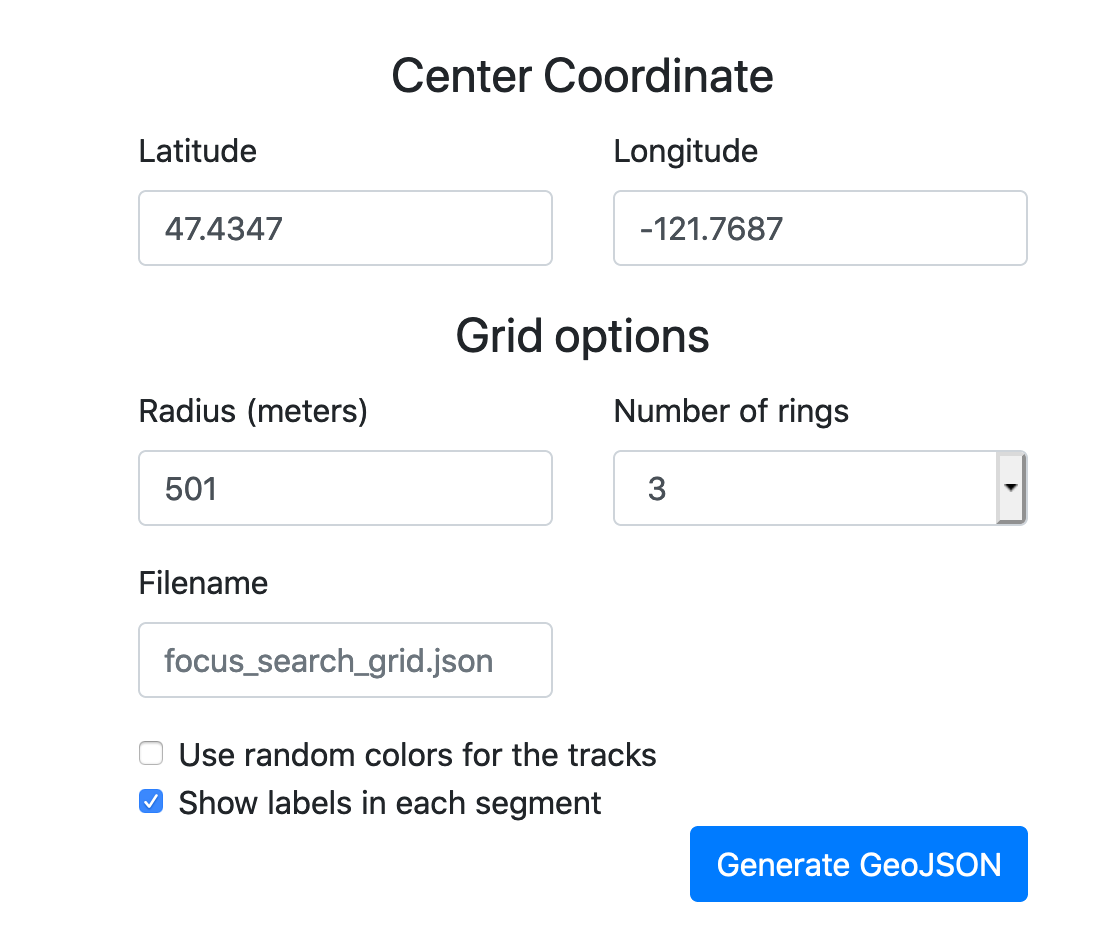 Center Coordinate
Latitude Longitude
47.4347 -121.7687
Grid options
Radius (meters) Number of rings
501 3
Filename
focus_search_grid.json
Use random colors for the tracks
Show labels in each segment
Generate GeoJSON